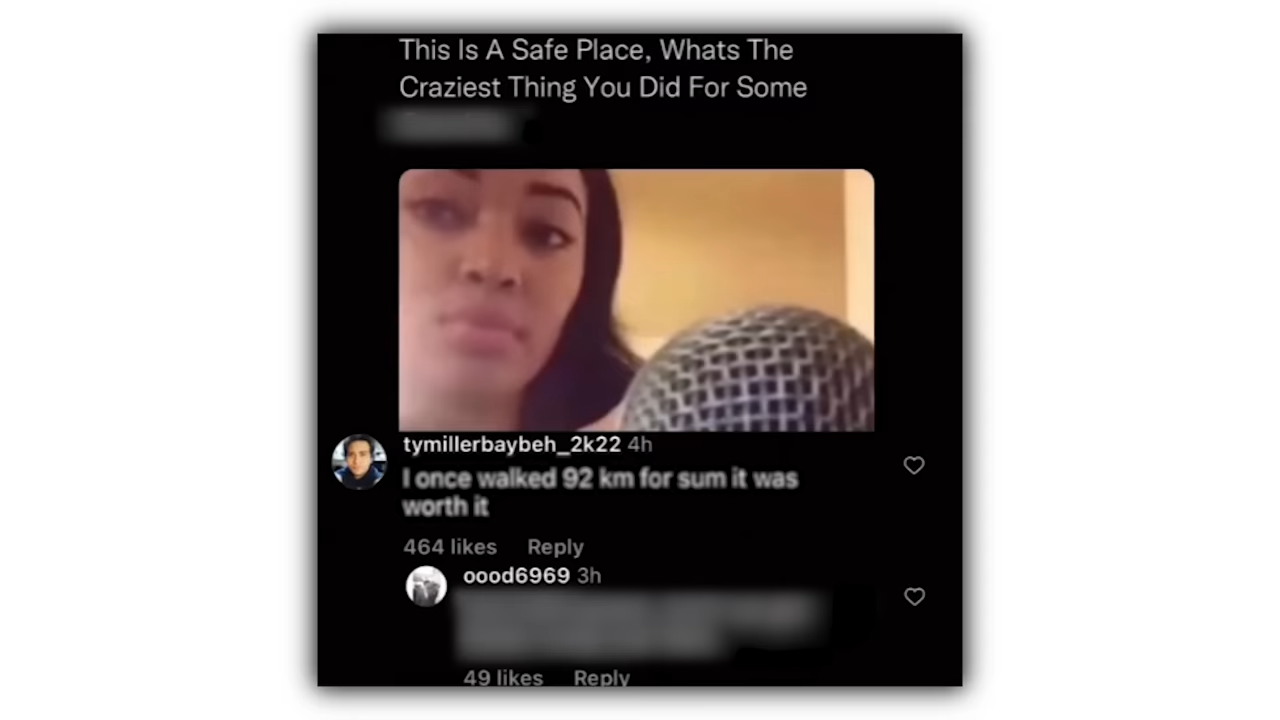 This Is A Safe Place, Whats The
Craziest Thing You Did For Some
tymillerbaybeh_2k22 4h
I once walked 92 km for sum it was
worth it
464 likes Reply
oood6969 3h
49 likes Reply